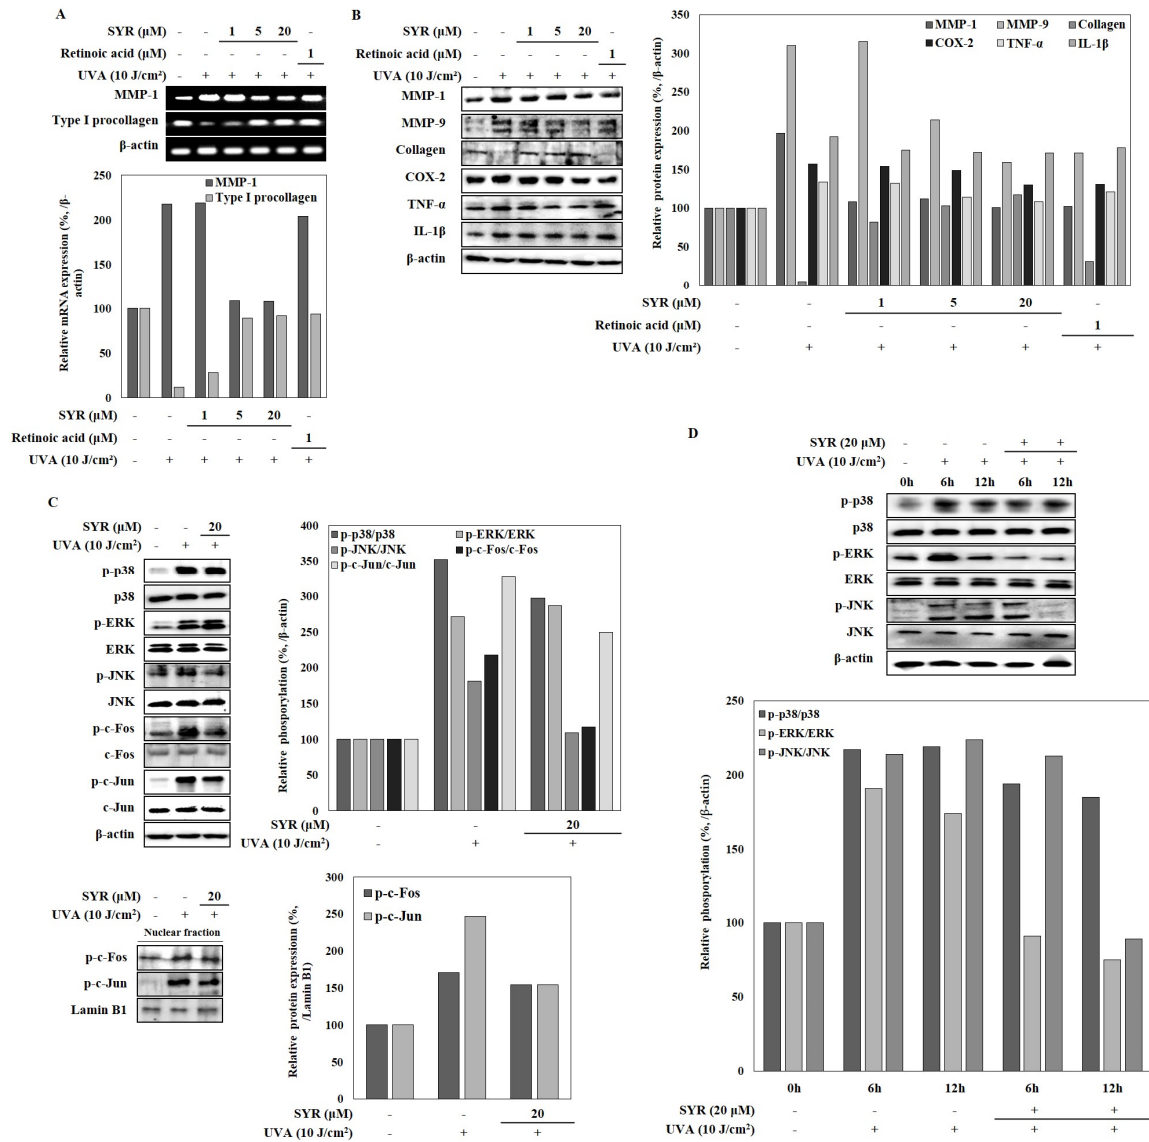 A
SYR (μM) - - 1 5 20 -
Retinoic acid (μM) - - - - - 1
UVA (10 J/cm²) - + + + + +
MMP-1
Type I procollagen
β-actin
Relative mRNA expression (%, /β-
actin)
250
200
150
100
50
0
MMP-1
Type I procollagen
SYR (μM) - - 1 5 20 -
Retinoic acid (μM) - - - - - 1
UVA (10 J/cm²) - + + + + +
B
SYR (μM) - - 1 5 20 -
Retinoic acid (μM) - - - - - 1
UVA (10 J/cm²) - + + + + +
MMP-1
MMP-9
Collagen
COX-2
TNF-α
IL-1β
β-actin
Relative protein expression (%, /β-actin)
350
300
250
200
150
100
50
0
MMP-1 MMP-9 Collagen
COX-2 TNF-α IL-1β
SYR (μM) - - 1 5 20 -
Retinoic acid (μM) - - - - - 1
UVA (10 J/cm²) - + + + + +
C
SYR (μM) - - 20
UVA (10 J/cm²) - + +
p-p38
p38
p-ERK
ERK
p-JNK
JNK
p-c-Fos
c-Fos
p-c-Jun
c-Jun
β-actin
Relative phosporylation (%, /β-actin)
400
350
300
250
200
150
100
50
0
p-p38/p38 p-ERK/ERK
p-JNK/JNK p-c-Fos/c-Fos
p-c-Jun/c-Jun
SYR (μM) - - 20
UVA (10 J/cm²) - + +
SYR (μM) - - 20
UVA (10 J/cm²) - + +
Nuclear fraction
p-c-Fos
p-c-Jun
Lamin B1
Relative protein expressionn (%,
/Lamin B1)
300
250
200
150
100
50
0
p-c-Fos
p-c-Jun
SYR (μM) - - 20
UVA (10 J/cm²) - + +
D
SYR (20 μM) - - - + +
UVA (10 J/cm²) - + + + +
0h 6h 12h 6h 12h
p-p38
p38
p-ERK
ERK
p-JNK
JNK
β-actin
Relative phosporylation (%, /β-actin)
250
200
150
100
50
0
p-p38/p38
p-ERK/ERK
p-JNK/JNK
0h 6h 12h 6h 12h
SYR (20 μM) - - - + +
UVA (10 J/cm²) - + + + +